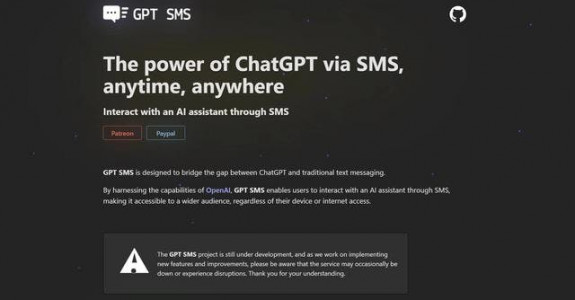 GPT SMS
The power of ChatGPT via SMS,
anytime, anywhere
Interact with an AI assistant through SMS
Patreon Paypal
GPT SMS is designed to bridge the gap between ChatGPT and traditional text messaging.
By harnessing the capabilities of OpenAI, GPT SMS enables users to interact with an AI assistant through SMS,
making it accessible to a wider audience, regardless of their device or internet access.
The GPT SMS project is still under development, and as we work on implementing
new features and improvements, please be aware that the service may occasionally be
down or experience disruptions. Thank you for your understanding.